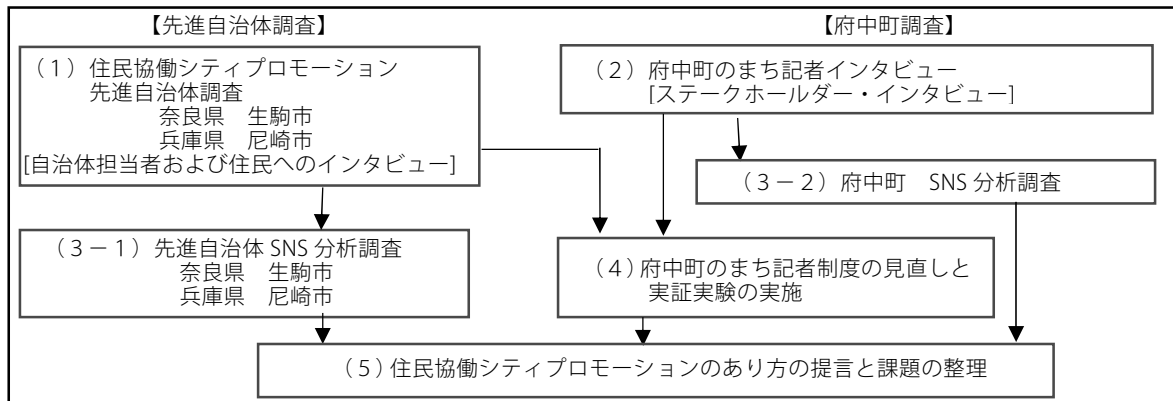 【先進自治体調査】
(1)住民協働シティプロモーション
先進自治体調査
奈良県 生駒市
兵庫県 尼崎市
[自治体担当者および住民へのインタビュー]
(3-1)先進自治体 SNS 分析調査
奈良県 生駒市
兵庫県 尼崎市
【府中町調査】
(2)府中町のまち記者インタビュー
[ステークホールダー・インタビュー]
(3-2)府中町 SNS 分析調査
(4)府中町のまち記者制度の見直しと
実証実験の実施
(5)住民協働シティプロモーションのあり方の提言と課題の整理